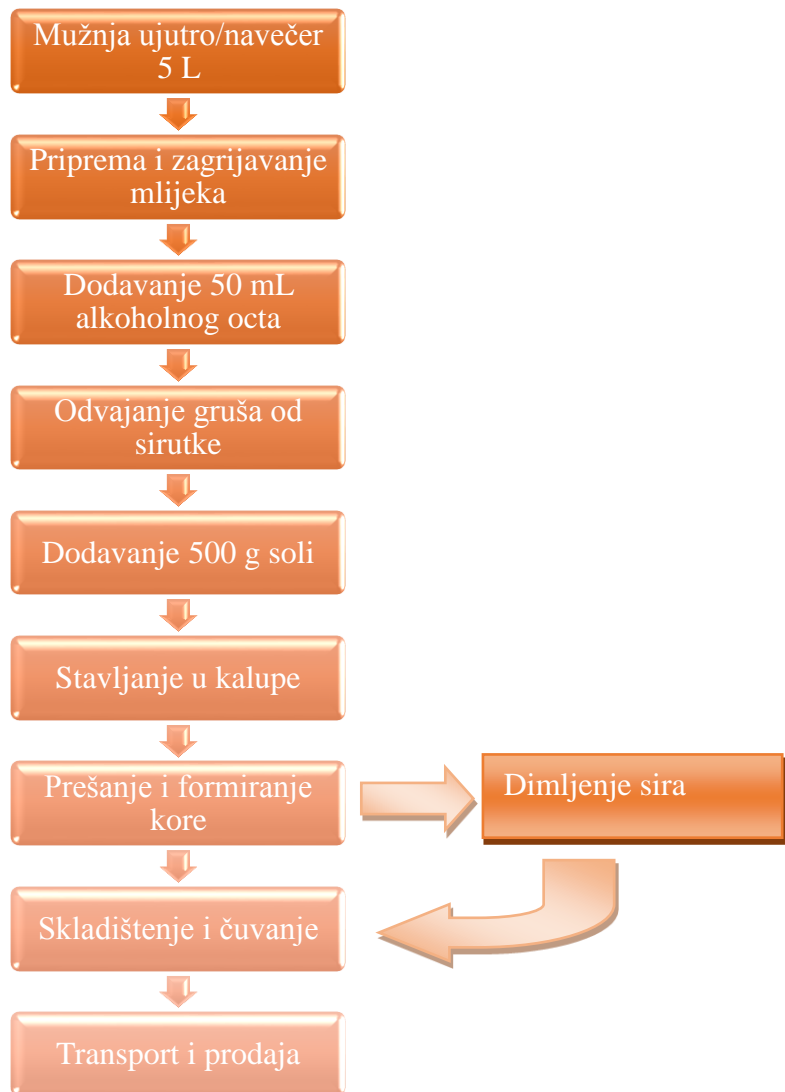 Mužnja ujutro/navečer
5 L
Priprema i zagrijavanje
mlijeka
Dodavanje 50 mL
alkoholnog octa
Odvajanje gruša od
sirutke
Dodavanje 500 g soli
Stavljanje u kalupe
Prešanje i formiranje
kore
Dimljenje sira
Skladištenje i čuvanje
Transport i prodaja